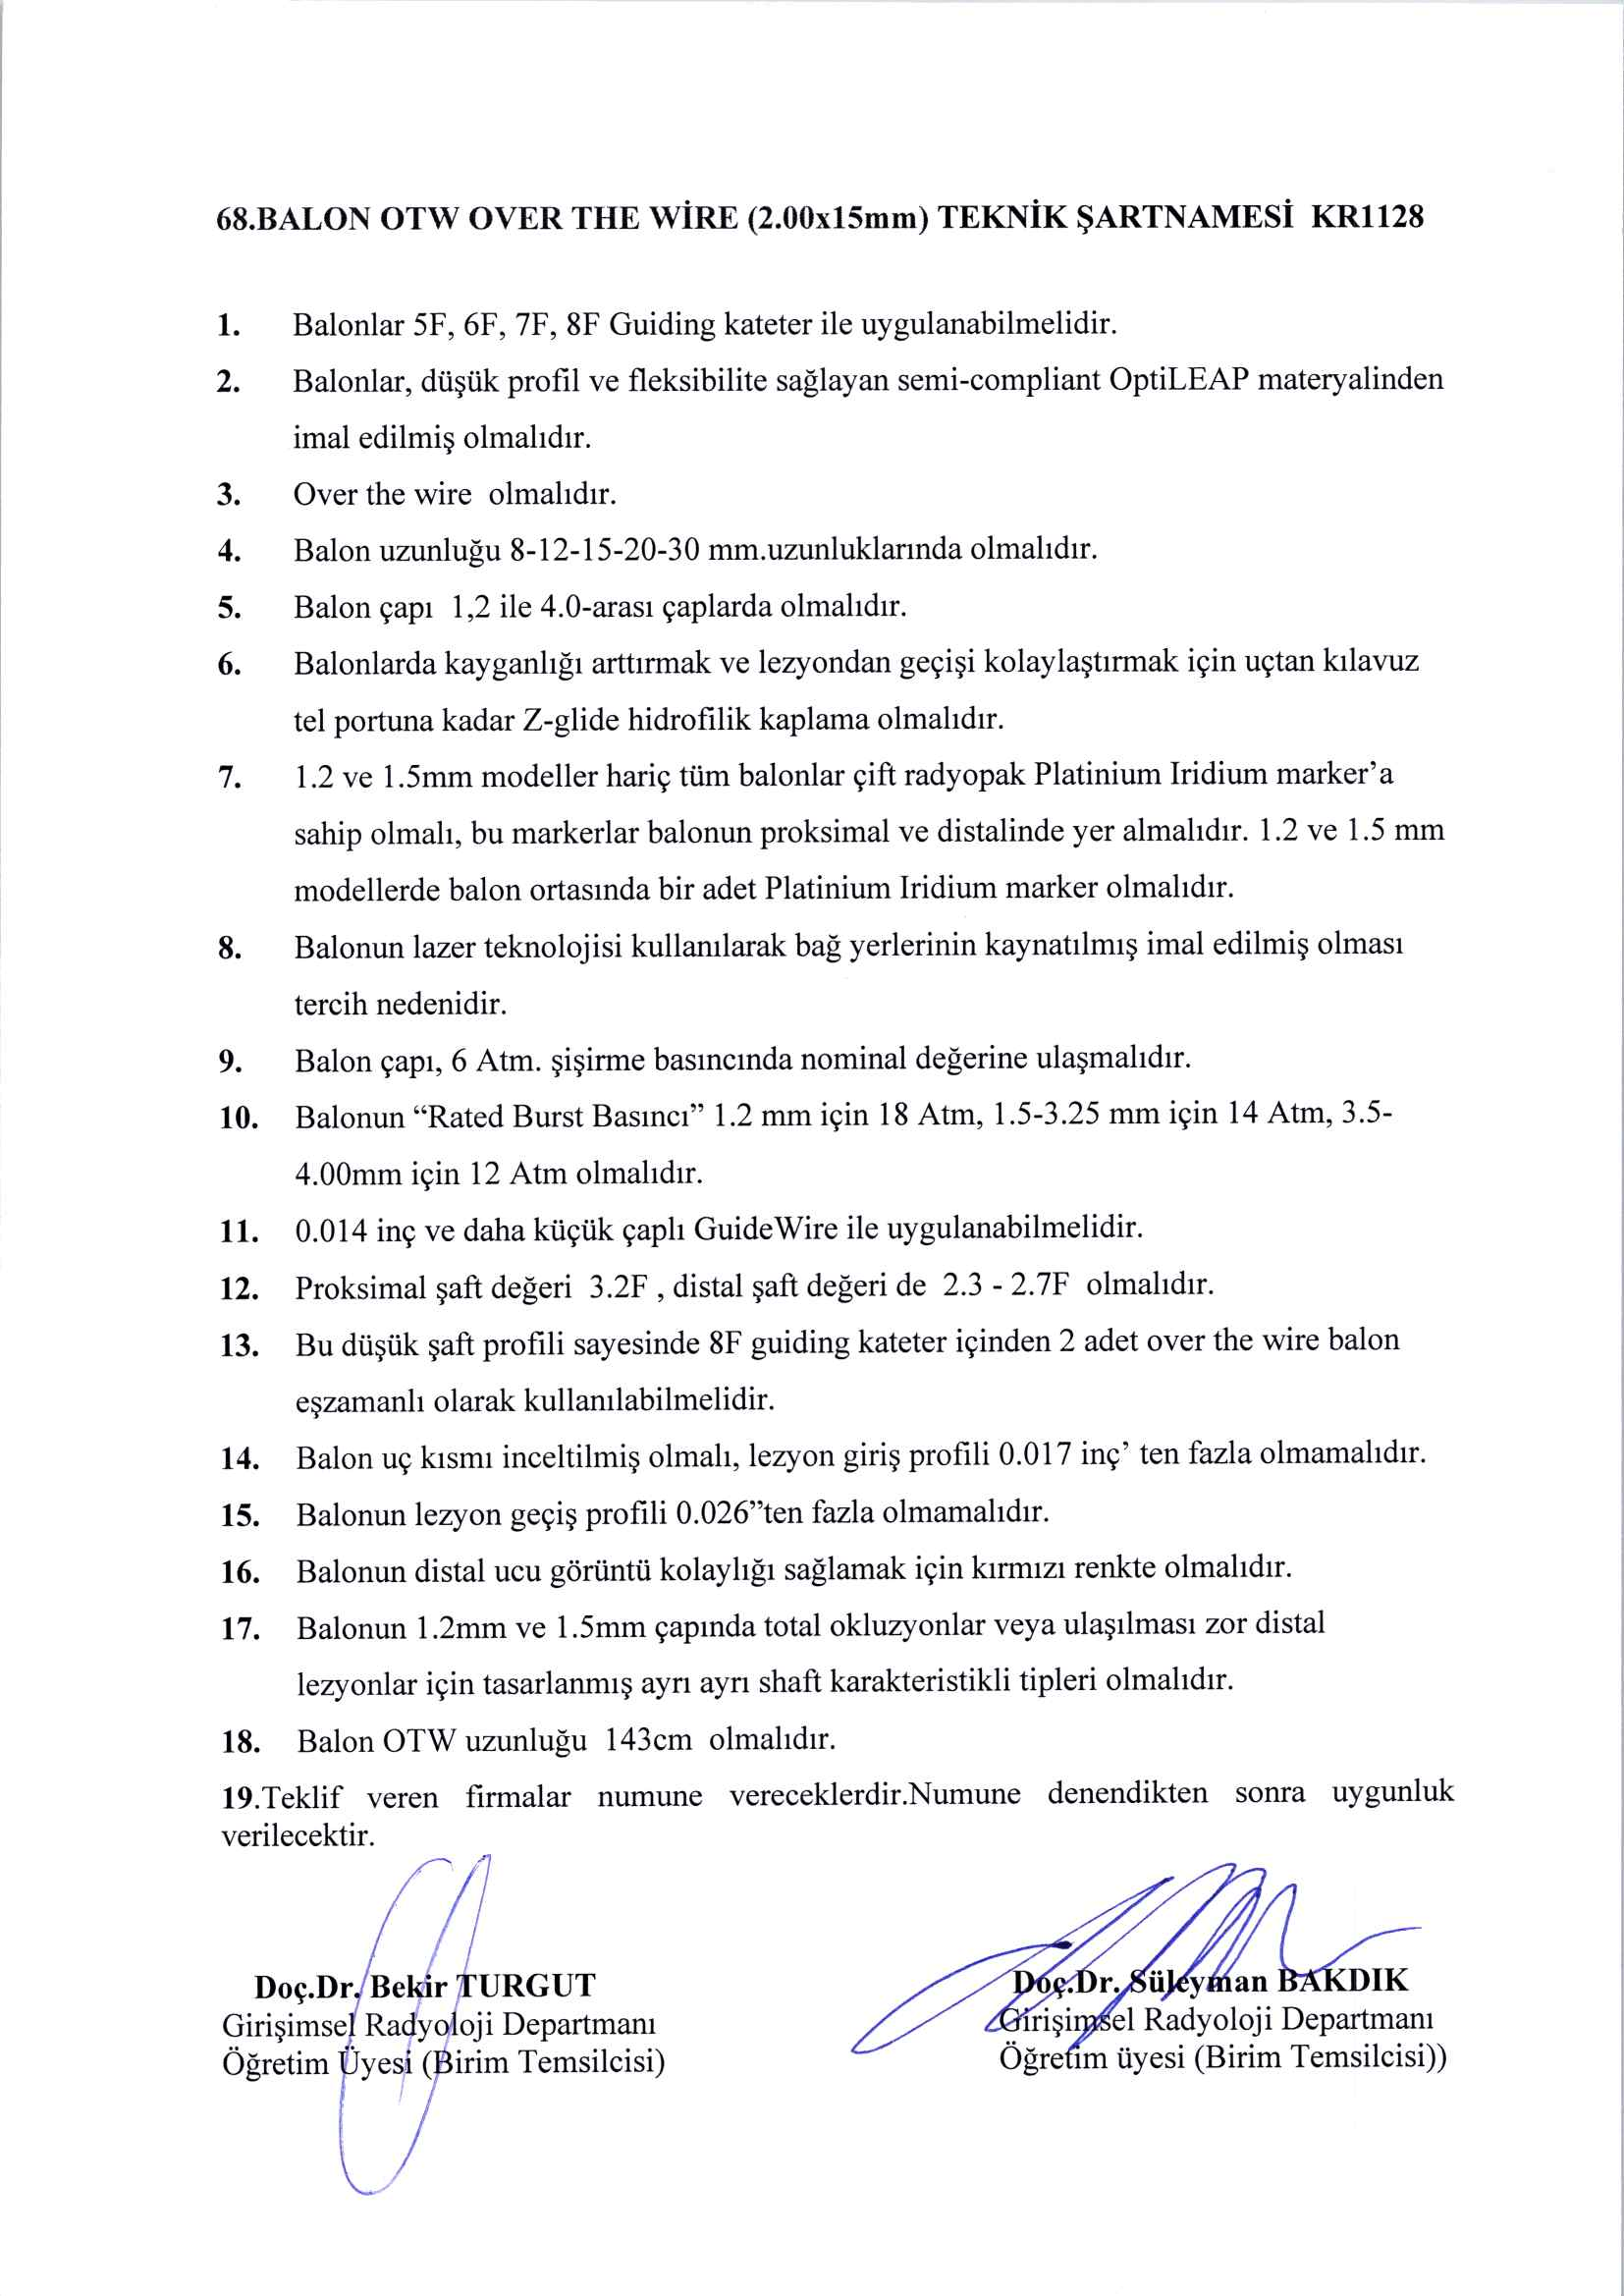 68.BALON OTW OVER THE WİRE (2.00x15mm) TEKNİK ŞARTNAMESİ KR1128
1. Balonlar 5F, 6F, 7F, 8F Guiding kateter ile uygulanabilmelidir.
2. Balonlar, düşük profil ve fleksibilite sağlayan semi-compliant OptiLEAP materyalinden
imal edilmiş olmalıdır.
3. Over the wire olmalıdır.
4. Balon uzunluğu 8-12-15-20-30 mm.uzunluklarında olmalıdır.
5. Balon çapı 1,2 ile 4.0-arası çaplarda olmalıdır.
6. Balonlarda kayganlığı arttırmak ve lezyondan geçişi kolaylaştırmak için uçtan kılavuz
tel portuna kadar Z-glide hidrofilik kaplama olmalıdır.
7. 1.2 ve 1.5mm modeller hariç tüm balonlar çift radyopak Platinium Iridium marker’a
sahip olmalı, bu markerlar balonun proksimal ve distalinde yer almalıdır. 1.2 ve 1.5 mm
modellerde balon ortasında bir adet Platinium Iridium marker olmalıdır.
8. Balonun lazer teknolojisi kullanılarak bağ yerlerinin kaynatılmış imal edilmiş olması
tercih nedenidir.
9. Balon çapı, 6 Atm. şişirme basıncında nominal değerine ulaşmalıdır.
10. Balonun “Rated Burst Basıncı” 1.2 mm için 18 Atm, 1.5-3.25 mm için 14 Atm, 3.5-
4.00mm için 12 Atm olmalıdır.
11. 0.014 inç ve daha küçük çaplı GuideWire ile uygulanabilmelidir.
12. Proksimal şaft değeri 3.2F , distal şaft değeri de 2.3 - 2.7F olmalıdır.
13. Bu düşük şaft profili sayesinde 8F guiding kateter içinden 2 adet over the wire balon
eşzamanlı olarak kullanılabilmelidir.
14. Balon uç kısmı inceltilmiş olmalı, lezyon giriş profili 0.017 inç’ ten fazla olmamalıdır.
15. Balonun lezyon geçiş profili 0.026”ten fazla olmamalıdır.
16. Balonun distal ucu görüntü kolaylığı sağlamak için kırmızı renkte olmalıdır.
17. Balonun 1.2mm ve 1.5mm çapında total okluzyonlar veya ulaşılması zor distal
lezyonlar için tasarlanmış ayrı ayrı shaft karakteristikli tipleri olmalıdır.
18. Balon OTW uzunluğu 143cm olmalıdır.
19.Teklif veren firmalar numune vereceklerdir.Numune denendikten sonra uygunluk
verilecektir.
Doç.Dr. Bekir TURGUT
Girişimsel Radyoloji Departmanı
Öğretim Üyesi (Birim Temsilcisi)
Doç.Dr. Süleyman BAKDIK
Girişimsel Radyoloji Departmanı
Öğretim üyesi (Birim Temsilcisi))